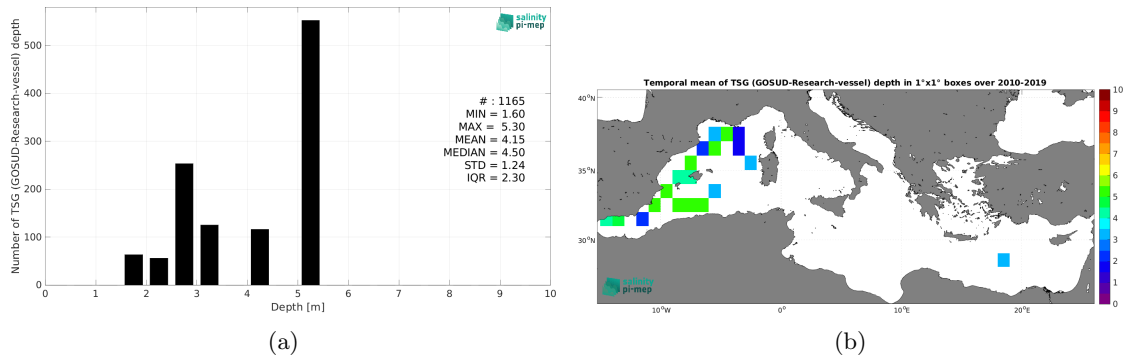 Number of TSG (GOSUD-Research-vessel) depth
500
400
300
200
100
0
0 1 2 3 4 5 6 7 8 9 10
Depth [m]
# : 1165
MIN = 1.60
MAX = 5.30
MEAN = 4.15
MEDIAN = 4.50
STD = 1.24
IQR = 2.30
salinity
pi-mep
(a)
Temporal mean of TSG (GOSUD-Research-vessel) depth in 1°x1° boxes over 2010-2019
40°N
35°N
30°N
10°W
0°
10°E
20°E
10
9
8
7
6
5
4
3
2
1
0
salinity
pi-mep
(b)